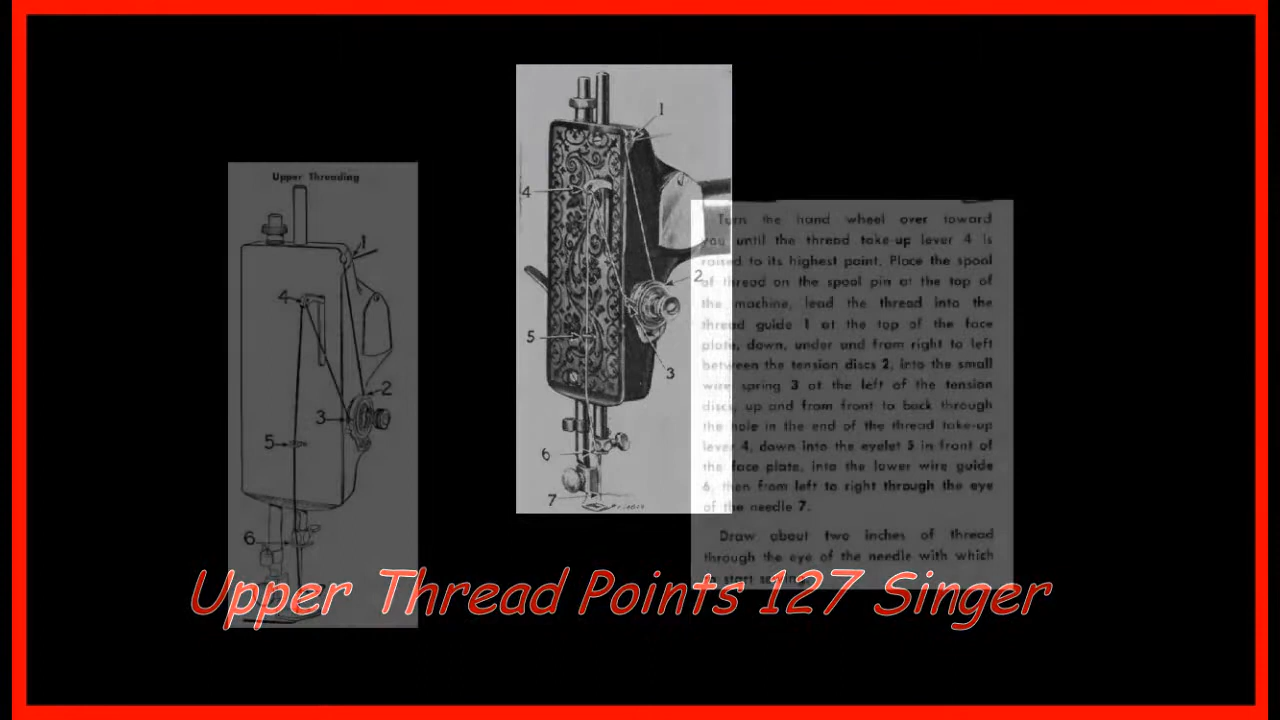 Upper Threading
1
4
2
3
5
6
1
4
2
5
3
6
7
Turn the hand wheel over toward
you until the thread take-up lever 4 is
raised to its highest point. Place the spool
of thread on the spool pin at the top of
the machine, lead the thread into the
thread guide 1 at the top of the face
plate, down, under and from right to left
between the tension discs 2, into the small
wire spring 3 at the left of the tension
discs, up and from front to back through
the hole in the end of the thread take-up
lever 4, down into the eyelet 5 in front of
the face plate, into the lower wire guide
6, then from left to right through the eye
of the needle 7.
Draw about two inches of thread
through the eye of the needle with which
to start sewing.
Upper Thread Points 127 Singer